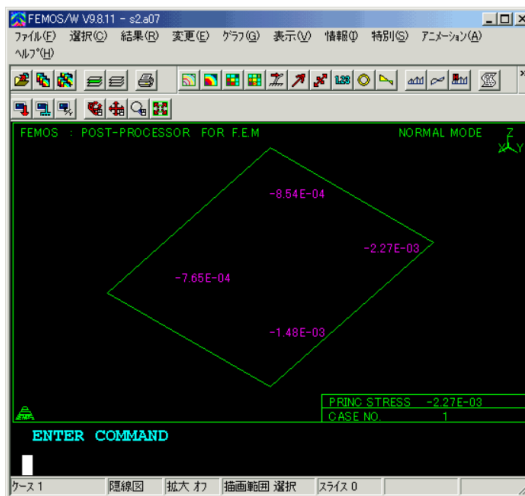 FEMOS/W V9.8.11 - s2.a07
ファイル(F) 選択(C) 結果(R) 変更(E) グラフ(G) 表示(V) 情報(I) 特別(S) アニメーション(A)
ヘルプ(H)
1.23
FEMOS : POST-PROCESSOR FOR F.E.M NORMAL MODE
Z
X Y
-8.54E-04
-2.27E-03
-7.65E-04
-1.48E-03
PRINC STRESS -2.27E-03
CASE NO. 1
ENTER COMMAND
ケース 1 隠線図 拡大 オフ 描画範囲 選択 スライス 0